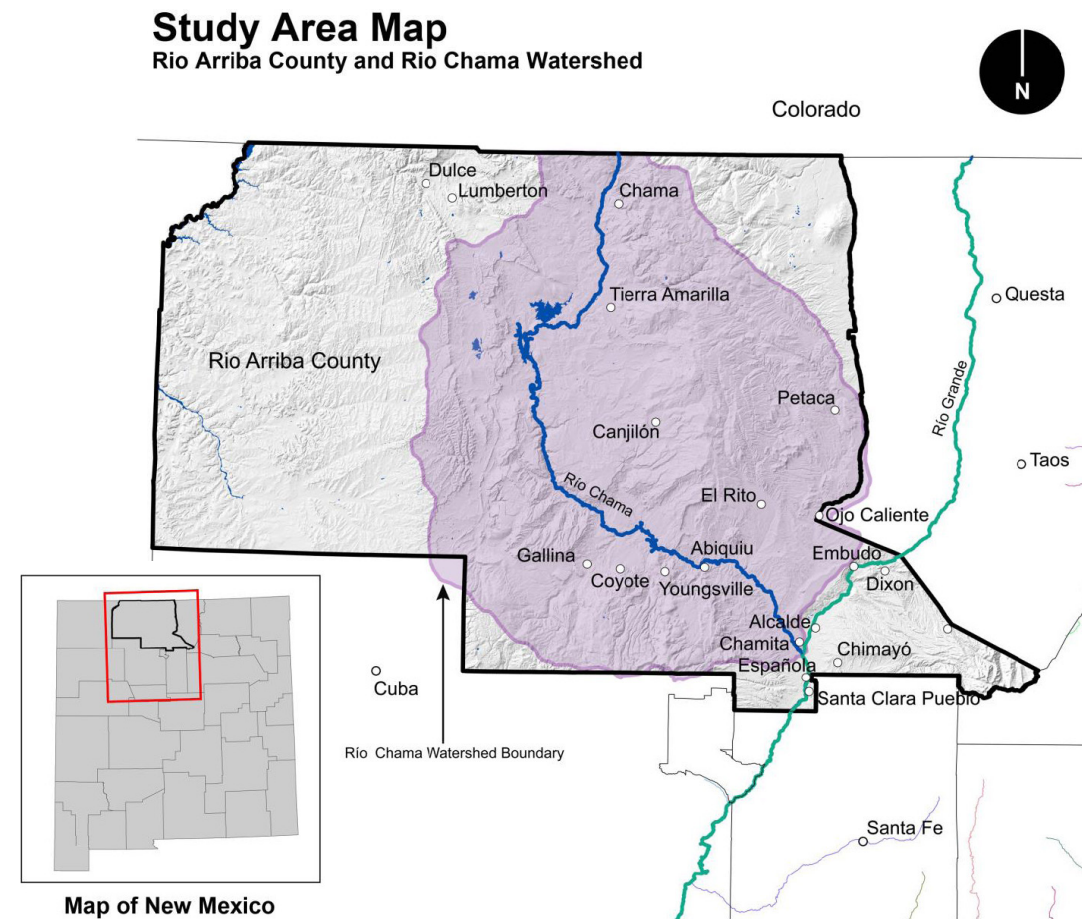 Study Area Map
Rio Arriba County and Rio Chama Watershed
N
Colorado
Dulce
Lumberton
Chama
Tierra Amarilla
Questa
Rio Arriba County
Río Grande
Petaca
Canjilón
Taos
Río Chama
El Rito
Ojo Caliente
Gallina
Abiquiu
Embudo
Coyote
Youngsville
Dixon
Alcalde
Chamita
Chimayó
Española
Cuba
Santa Clara Pueblo
Río Chama Watershed Boundary
Santa Fe
Map of New Mexico